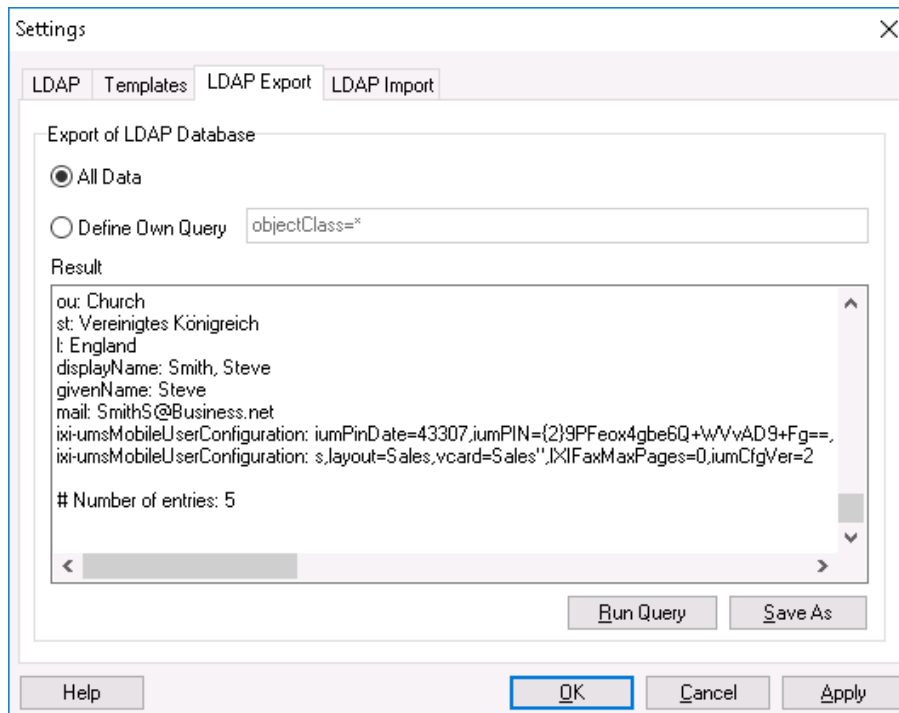 Settings
LDAP Templates LDAP Export LDAP Import
Export of LDAP Database
All Data
Define Own Query objectClass=*
Result
ou: Church
st: Vereinigtes Königreich
l: England
displayName: Smith, Steve
givenName: Steve
mail: SmithS@Business.net
ixi-umsMobileUserConfiguration: iumPinDate=43307,iumPIN={2}9PFeox4gbe6Q+WVvAD9+Fg==,
ixi-umsMobileUserConfiguration: s,layout=Sales,vcard=Sales",IXIFaxMaxPages=0,iumCfgVer=2
# Number of entries: 5
Run Query Save As
Help OK Cancel Apply